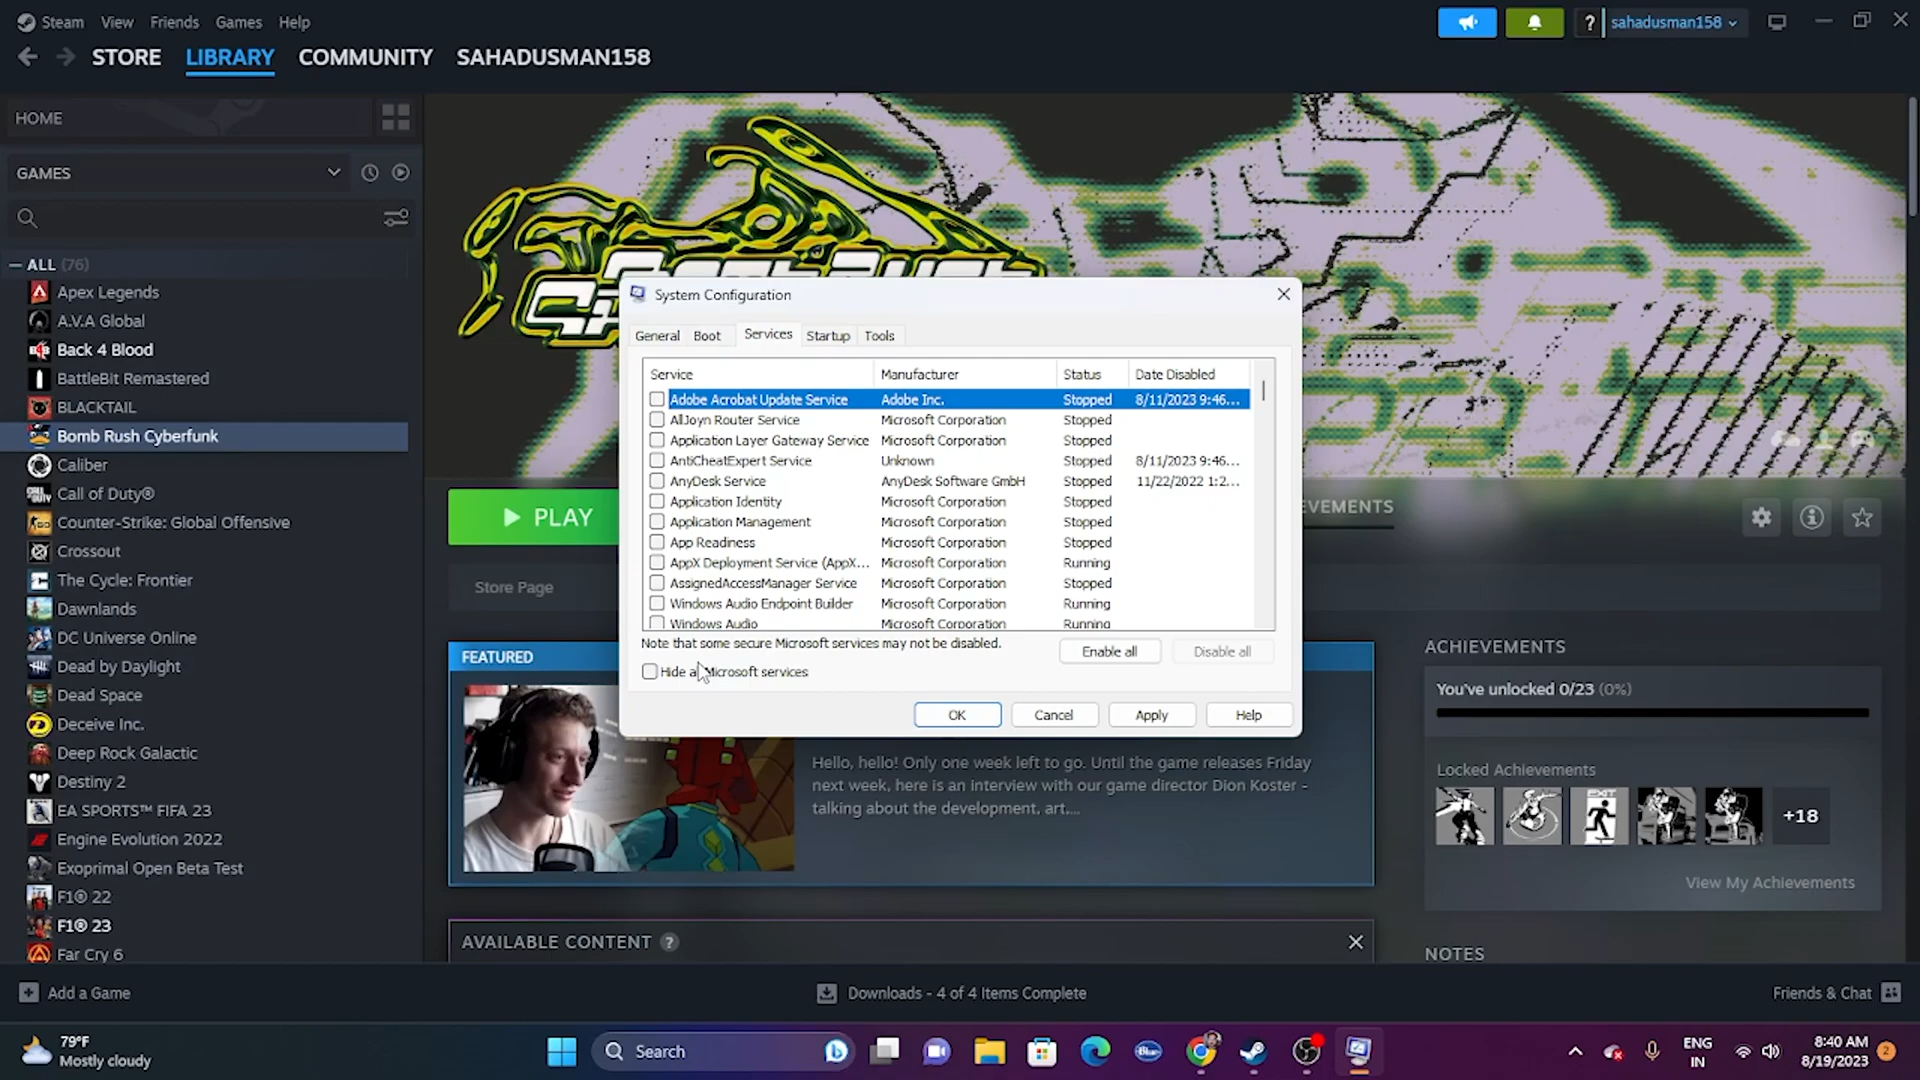 Steam View Friends Games Help
sahadusman158
STORE LIBRARY COMMUNITY SAHADUSMAN158
HOME
GAMES
ALL (76)
Apex Legends
A.V.A Global
Back 4 Blood
BattleBit Remastered
BLACKTAIL
Bomb Rush Cyberfunk
Caliber
Call of Duty®
Counter-Strike: Global Offensive
Crossout
The Cycle: Frontier
Dawnlands
DC Universe Online
Dead by Daylight
Dead Space
Deceive Inc.
Deep Rock Galactic
Destiny 2
EA SPORTS™ FIFA 23
Engine Evolution 2022
Exoprimal Open Beta Test
F1® 22
F1® 23
Far Cry 6
Add a Game
System Configuration
General Boot Services Startup Tools
Service Manufacturer Status Date Disabled
Adobe Acrobat Update Service Adobe Inc. Stopped 8/11/2023 9:46...
AllJoyn Router Service Microsoft Corporation Stopped
Application Layer Gateway Service Microsoft Corporation Stopped
AntiCheatExpert Service Unknown Stopped 8/11/2023 9:46...
AnyDesk Service AnyDesk Software GmbH Stopped 11/22/2022 1:2...
Application Identity Microsoft Corporation Stopped
Application Management Microsoft Corporation Stopped
App Readiness Microsoft Corporation Stopped
AppX Deployment Service (AppX... Microsoft Corporation Running
AssignedAccessManager Service Microsoft Corporation Stopped
Windows Audio Endpoint Builder Microsoft Corporation Running
Windows Audio Microsoft Corporation Running
Note that some secure Microsoft services may not be disabled.
Enable all Disable all
Hide a Microsoft services
OK Cancel Apply Help
PLAY
EVEMENTS
Store Page
FEATURED
Hello, hello! Only one week left to go. Until the game releases Friday
next week, here is an interview with our game director Dion Koster -
talking about the development, art,...
AVAILABLE CONTENT ?
ACHIEVEMENTS
You've unlocked 0/23 (0%)
Locked Achievements
EXIT
+18
View My Achievements
NOTES
Downloads - 4 of 4 Items Complete
Friends & Chat
79°F
Mostly cloudy
Search
ENG
IN
8:40 AM
8/19/2023
2